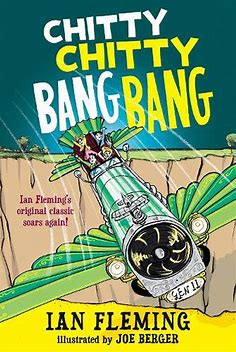 CHITTY
CHITTY
BANG BANG
Ian Fleming's
original classic
soars again!
GEN 11
IAN FLEMING
illustrated by JOE BERGER